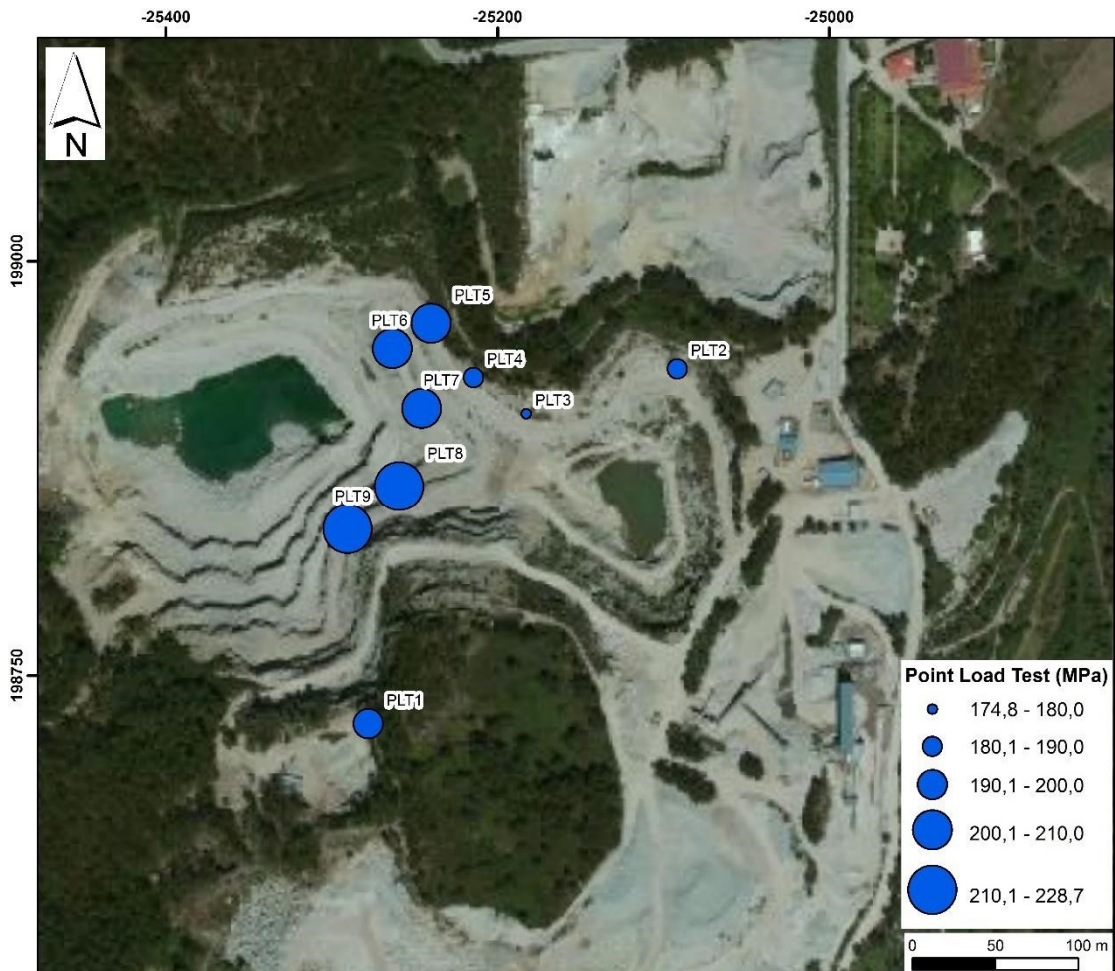 -25400
-25200
-25000
N
199000
198750
PLT5
PLT6
PLT4
PLT2
PLT7
PLT3
PLT8
PLT9
PLT1
Point Load Test (MPa)
174,8 - 180,0
180,1 - 190,0
190,1 - 200,0
200,1 - 210,0
210,1 - 228,7
0 50 100 m